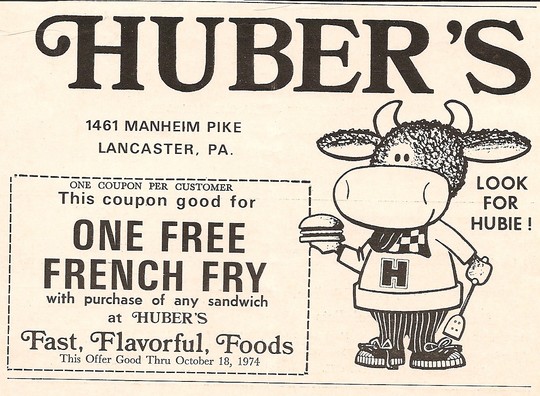 HUBER'S
1461 MANHEIM PIKE
LANCASTER, PA.
ONE COUPON PER CUSTOMER
This coupon good for
ONE FREE
FRENCH FRY
with purchase of any sandwich
at HUBER'S
Fast, Flavorful, Foods
This Offer Good Thru October 18, 1974
LOOK
FOR
HUBIE!
H